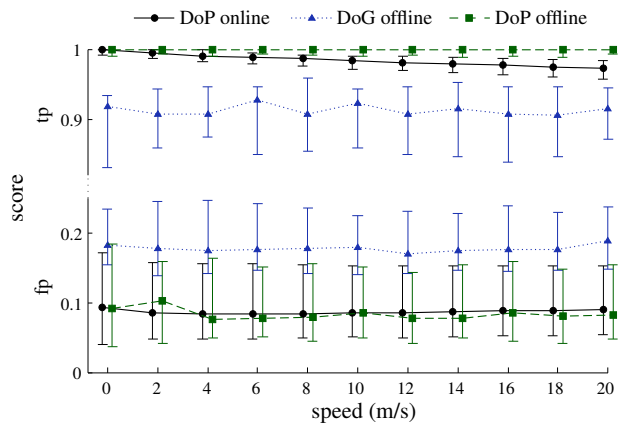 DoP online DoG offline DoP offline
1
tp
0.9
score
0.2
fp
0.1
0
0 2 4 6 8 10 12 14 16 18 20
speed (m/s)